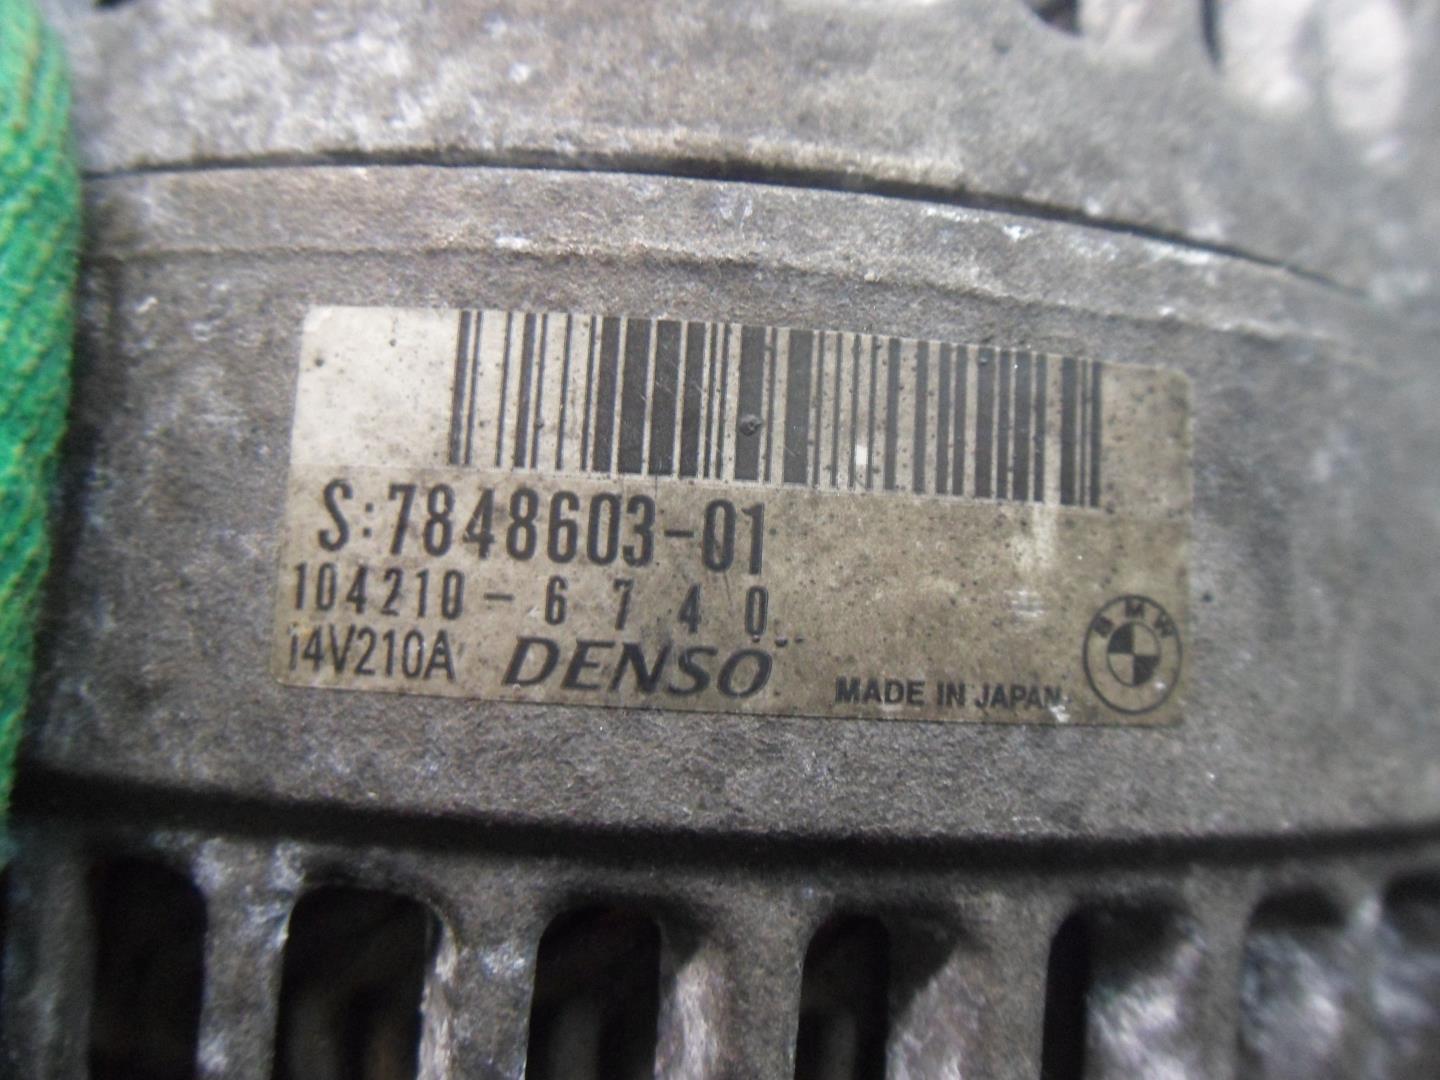 S:7848603-01
104210-6740
14V210A DENSO MADE IN JAPAN
BMW